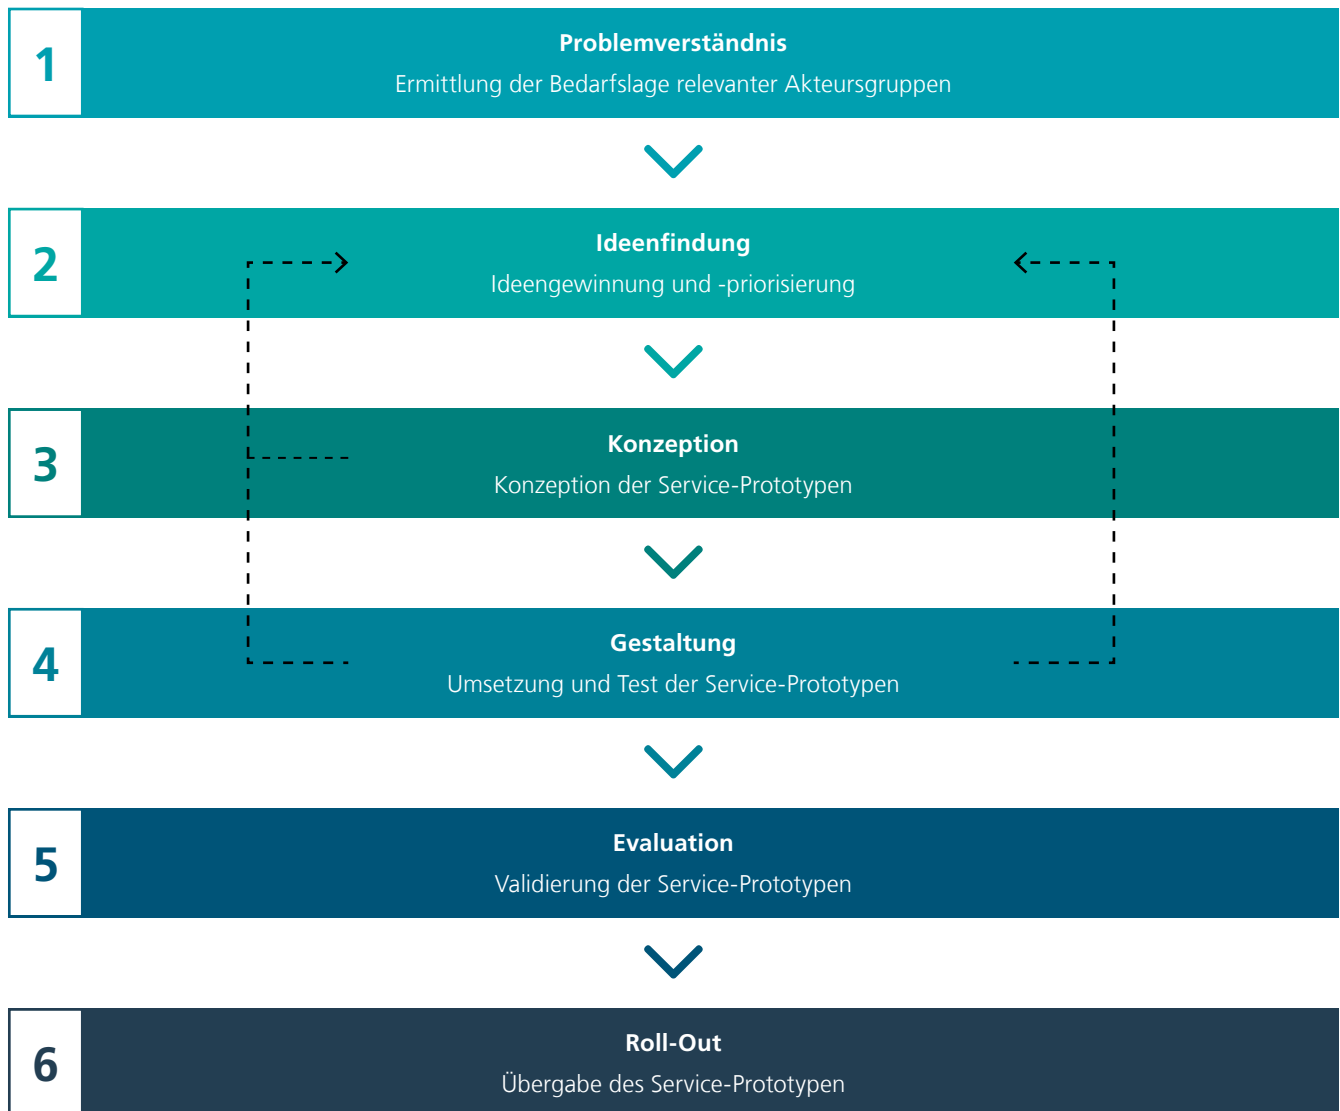 1
Problemverständnis
Ermittlung der Bedarfslage relevanter Akteursgruppen
2
Ideenfindung
Ideengewinnung und -priorisierung
3
Konzeption
Konzeption der Service-Prototypen
4
Gestaltung
Umsetzung und Test der Service-Prototypen
5
Evaluation
Validierung der Service-Prototypen
6
Roll-Out
Übergabe des Service-Prototypen